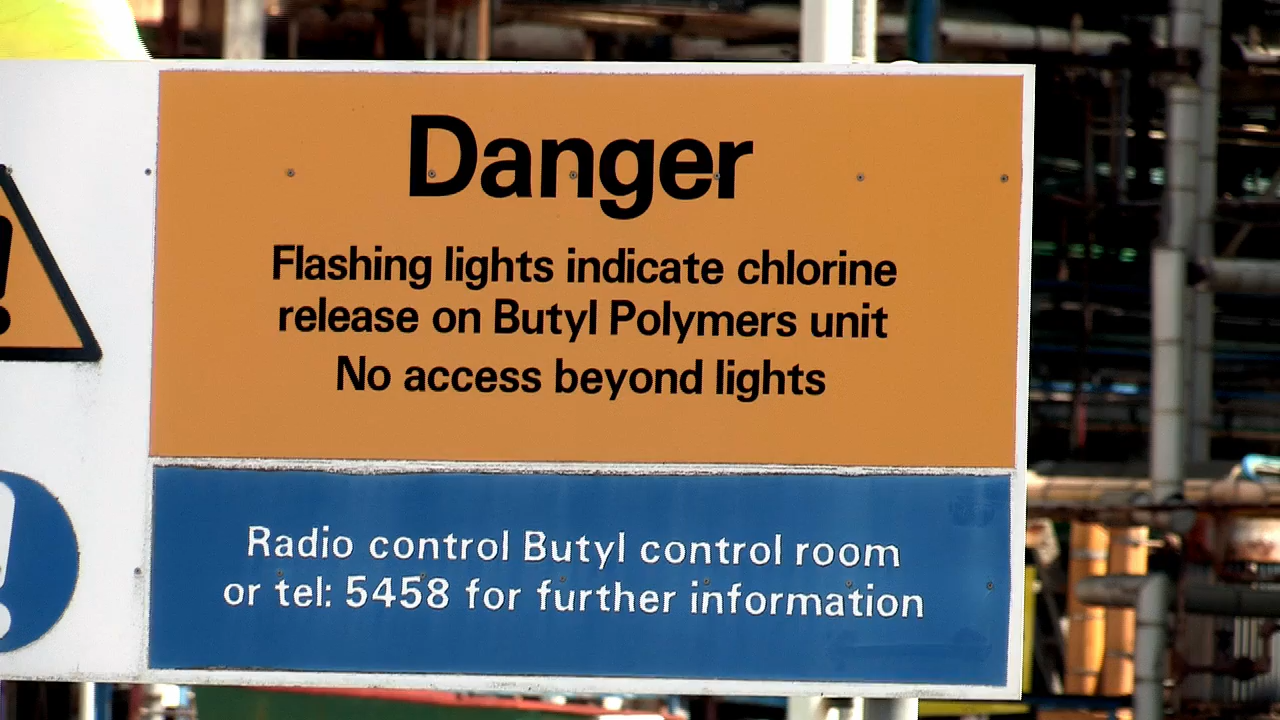 Danger
Flashing lights indicate chlorine
release on Butyl Polymers unit
No access beyond lights
Radio control Butyl control room
or tel: 5458 for further information